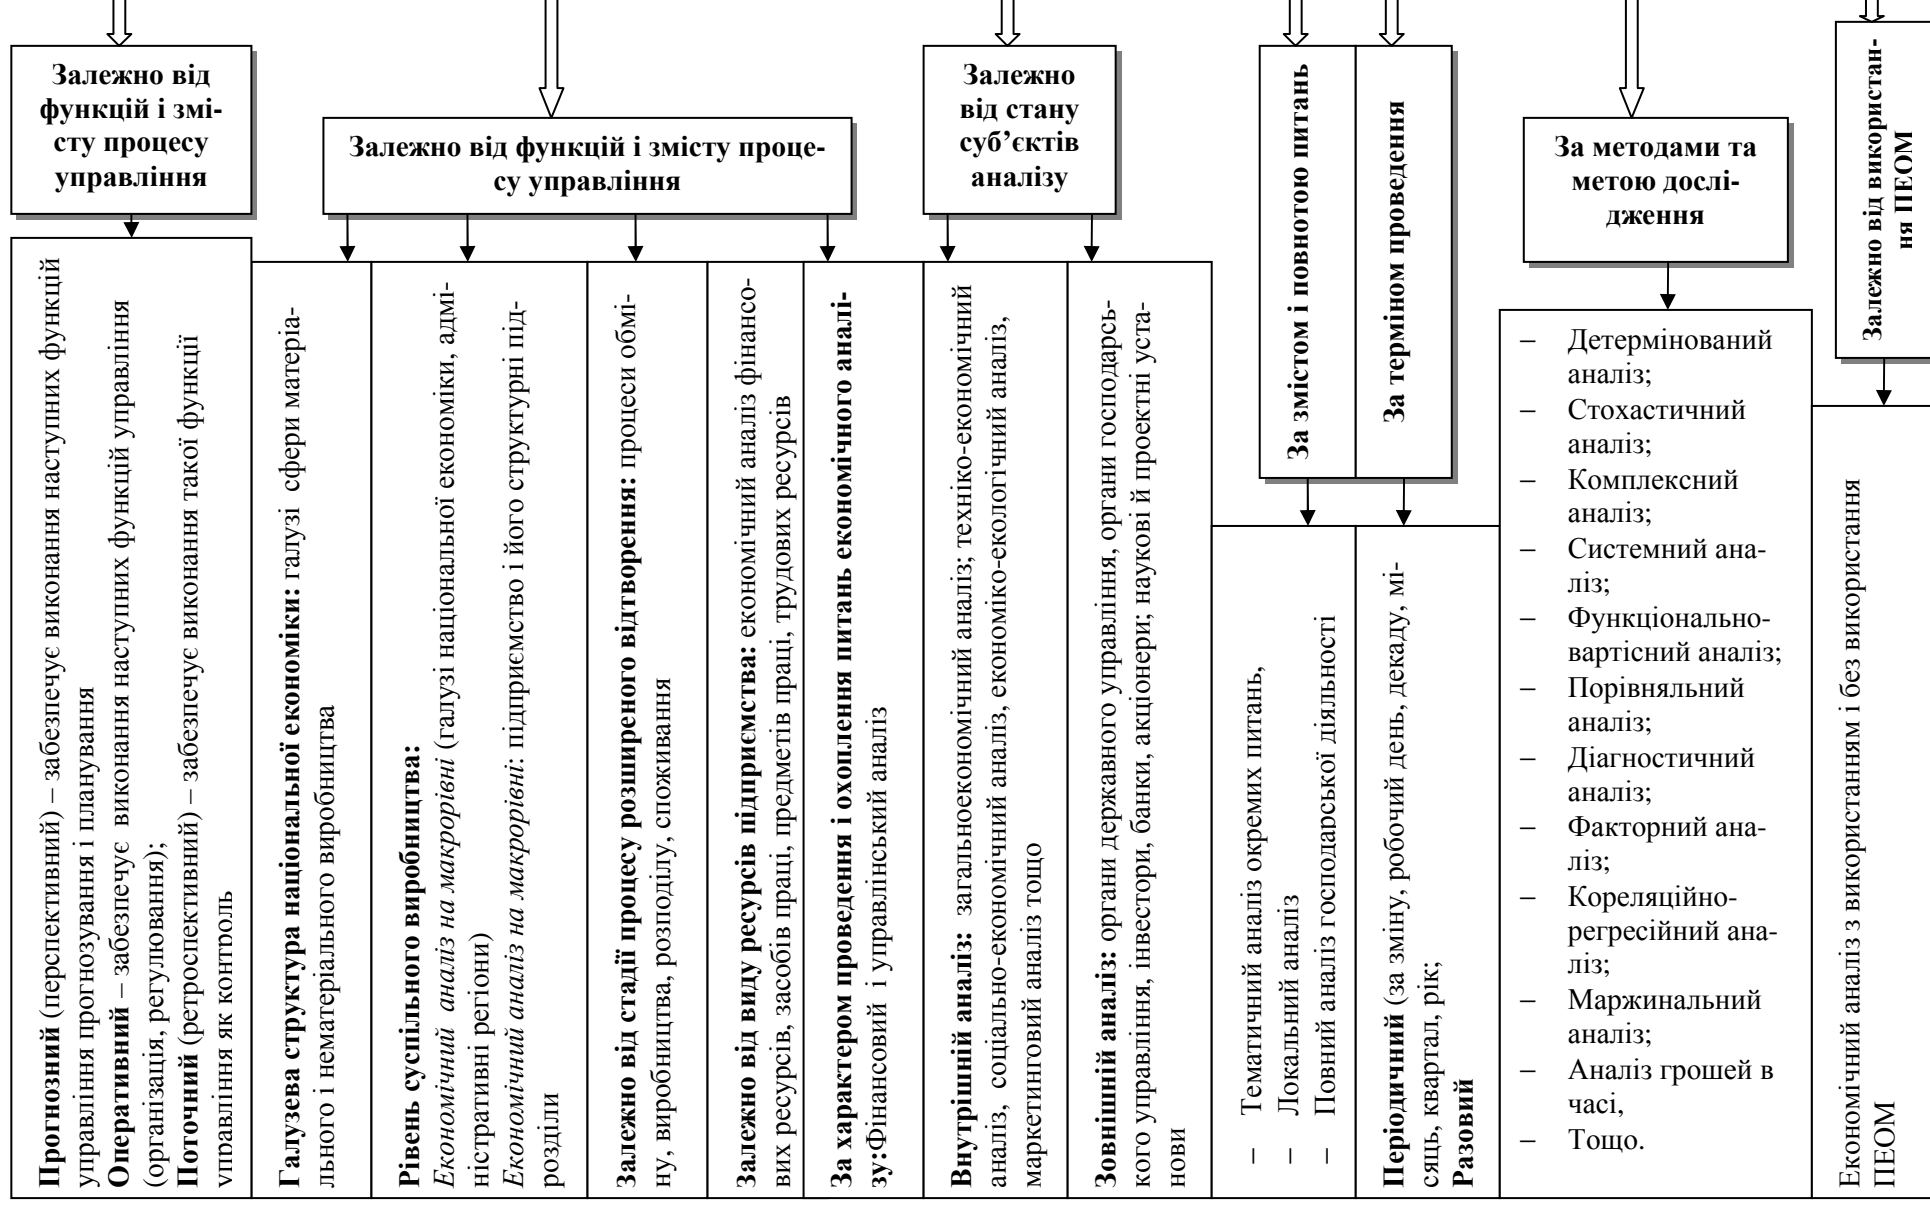 Залежно від
функцій і змі-
сту процесу
управління
Залежно від функцій і змісту проце-
су управління
Залежно
від стану
суб’єктів
аналізу
За змістом і повнотою питань
За терміном проведення
За методами та
метою дослі-
дження
Залежно від використан-
ня ПЕОМ
Прогнозний (перспективний) – забезпечує виконання наступних функцій
управління прогнозування і планування
Оперативний – забезпечує виконання наступних функцій управління
(організація, регулювання);
Поточний (ретроспективний) – забезпечує виконання такої функції
управління як контроль
Галузева структура національної економіки: галузі сфери матеріа-
льного і нематеріального виробництва
Рівень суспільного виробництва:
Економічний аналіз на макрорівні (галузі національної економіки, адмі-
ністративні регіони)
Економічний аналіз на макрорівні: підприємство і його структурні під-
розділи
Залежно від стадії процесу розширеного відтворення: процеси обмі-
ну, виробництва, розподілу, споживання
Залежно від виду ресурсів підприємства: економічний аналіз фінансо-
вих ресурсів, засобів праці, предметів праці, трудових ресурсів
За характером проведення і охоплення питань економічного аналі-
зу:Фінансовий і управлінський аналіз
Внутрішній аналіз: загальноекономічний аналіз; техніко-економічний
аналіз, соціально-економічний аналіз, економіко-екологічний аналіз,
маркетинговий аналіз тощо
Зовнішній аналіз: органи державного управління, органи господарсь-
кого управління, інвестори, банки, акціонери; наукові й проектні уста-
нови
– Тематичний аналіз окремих питань,
– Локальний аналіз
– Повний аналіз господарської діяльності
Періодичний (за зміну, робочий день, декаду, мі-
сяць, квартал, рік;
Разовий
– Детермінований
аналіз;
– Стохастичний
аналіз;
– Комплексний
аналіз;
– Системний ана-
ліз;
– Функціонально-
вартісний аналіз;
– Порівняльний
аналіз;
– Діагностичний
аналіз;
– Факторний ана-
ліз;
– Кореляційно-
регресійний ана-
ліз;
– Маржинальний
аналіз;
– Аналіз грошей в
часі,
– Тощо.
Економічний аналіз з використанням і без використання
ПЕОМ